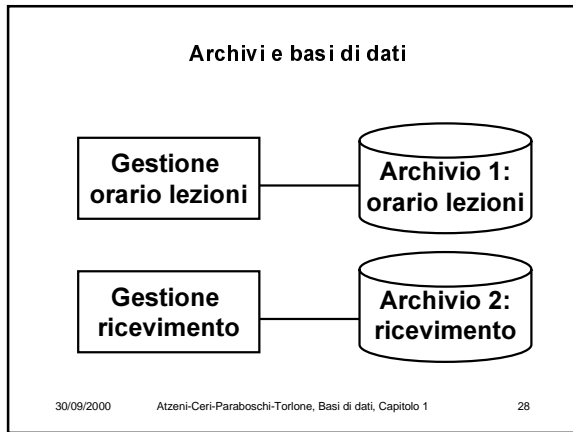 Archivi e basi di dati
Gestione
orario lezioni
Archivio 1:
orario lezioni
Gestione
ricevimento
Archivio 2:
ricevimento
30/09/2000 Atzeni-Ceri-Paraboschi-Torlone, Basi di dati, Capitolo 1 28